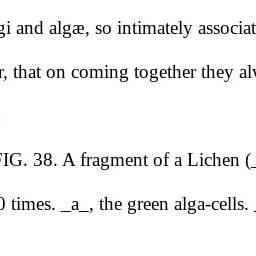 gi and algæ, so intimately associat
r, that on coming together they alw
FIG. 38. A fragment of a Lichen (_
0 times. _a_, the green alga-cells. _